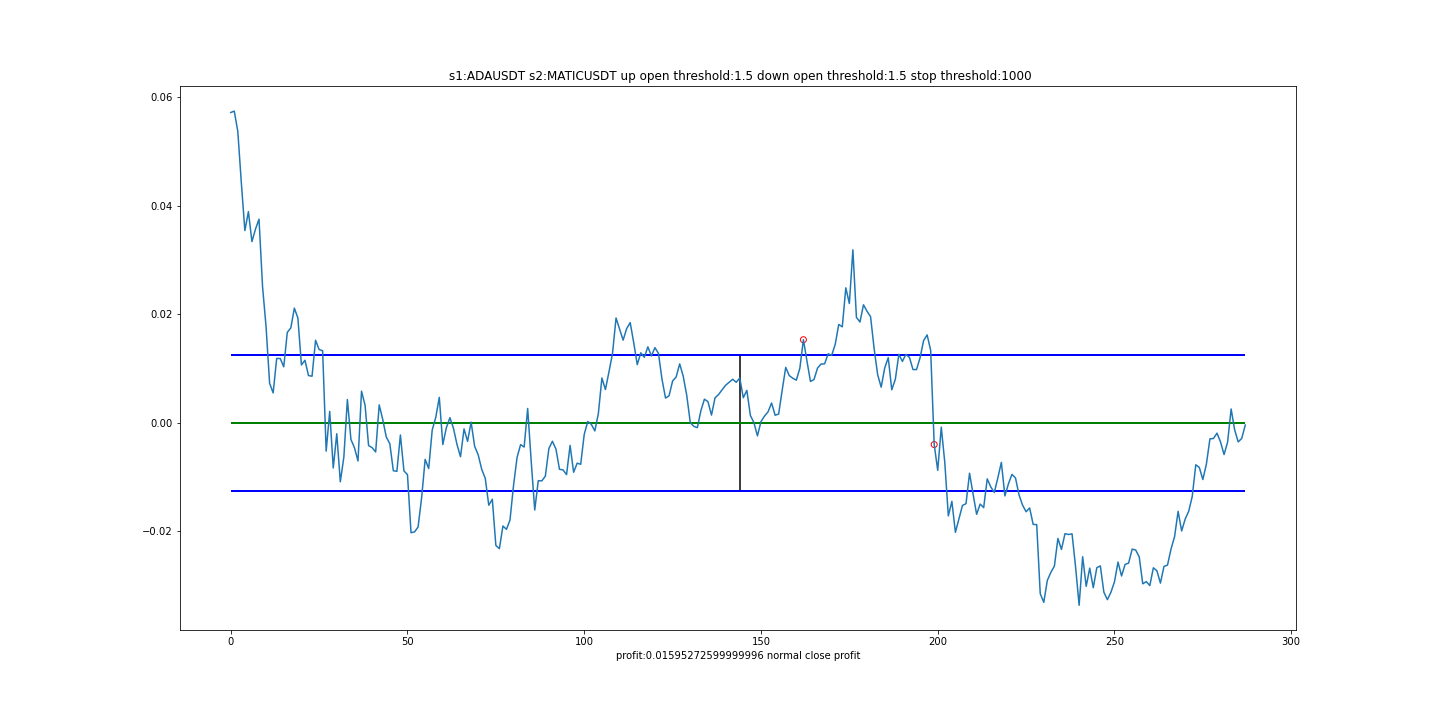 s1:ADAUSDT s2:MATICUSDT up open threshold:1.5 down open threshold:1.5 stop threshold:1000
0.06
0.04
0.02
0.00
−0.02
0 50 100 150 200 250 300
profit:0.01595272599999996 normal close profit